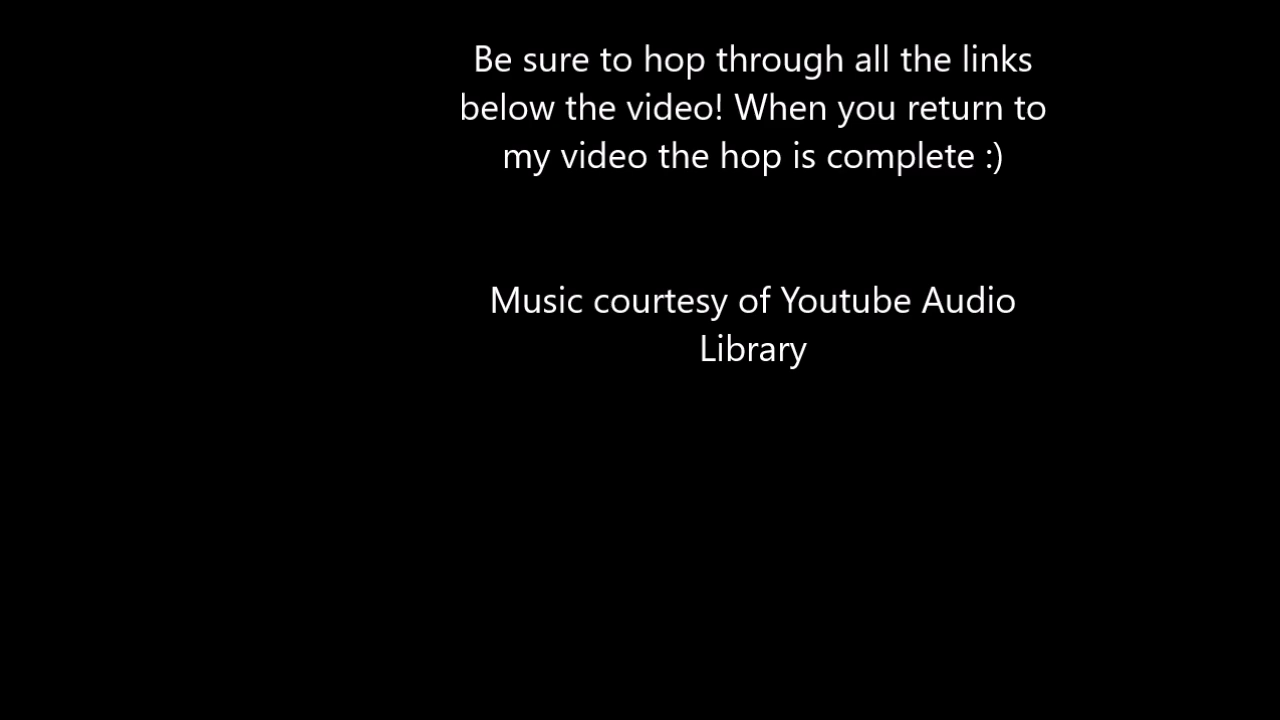 Be sure to hop through all the links
below the video! When you return to
my video the hop is complete :)
Music courtesy of Youtube Audio
Library